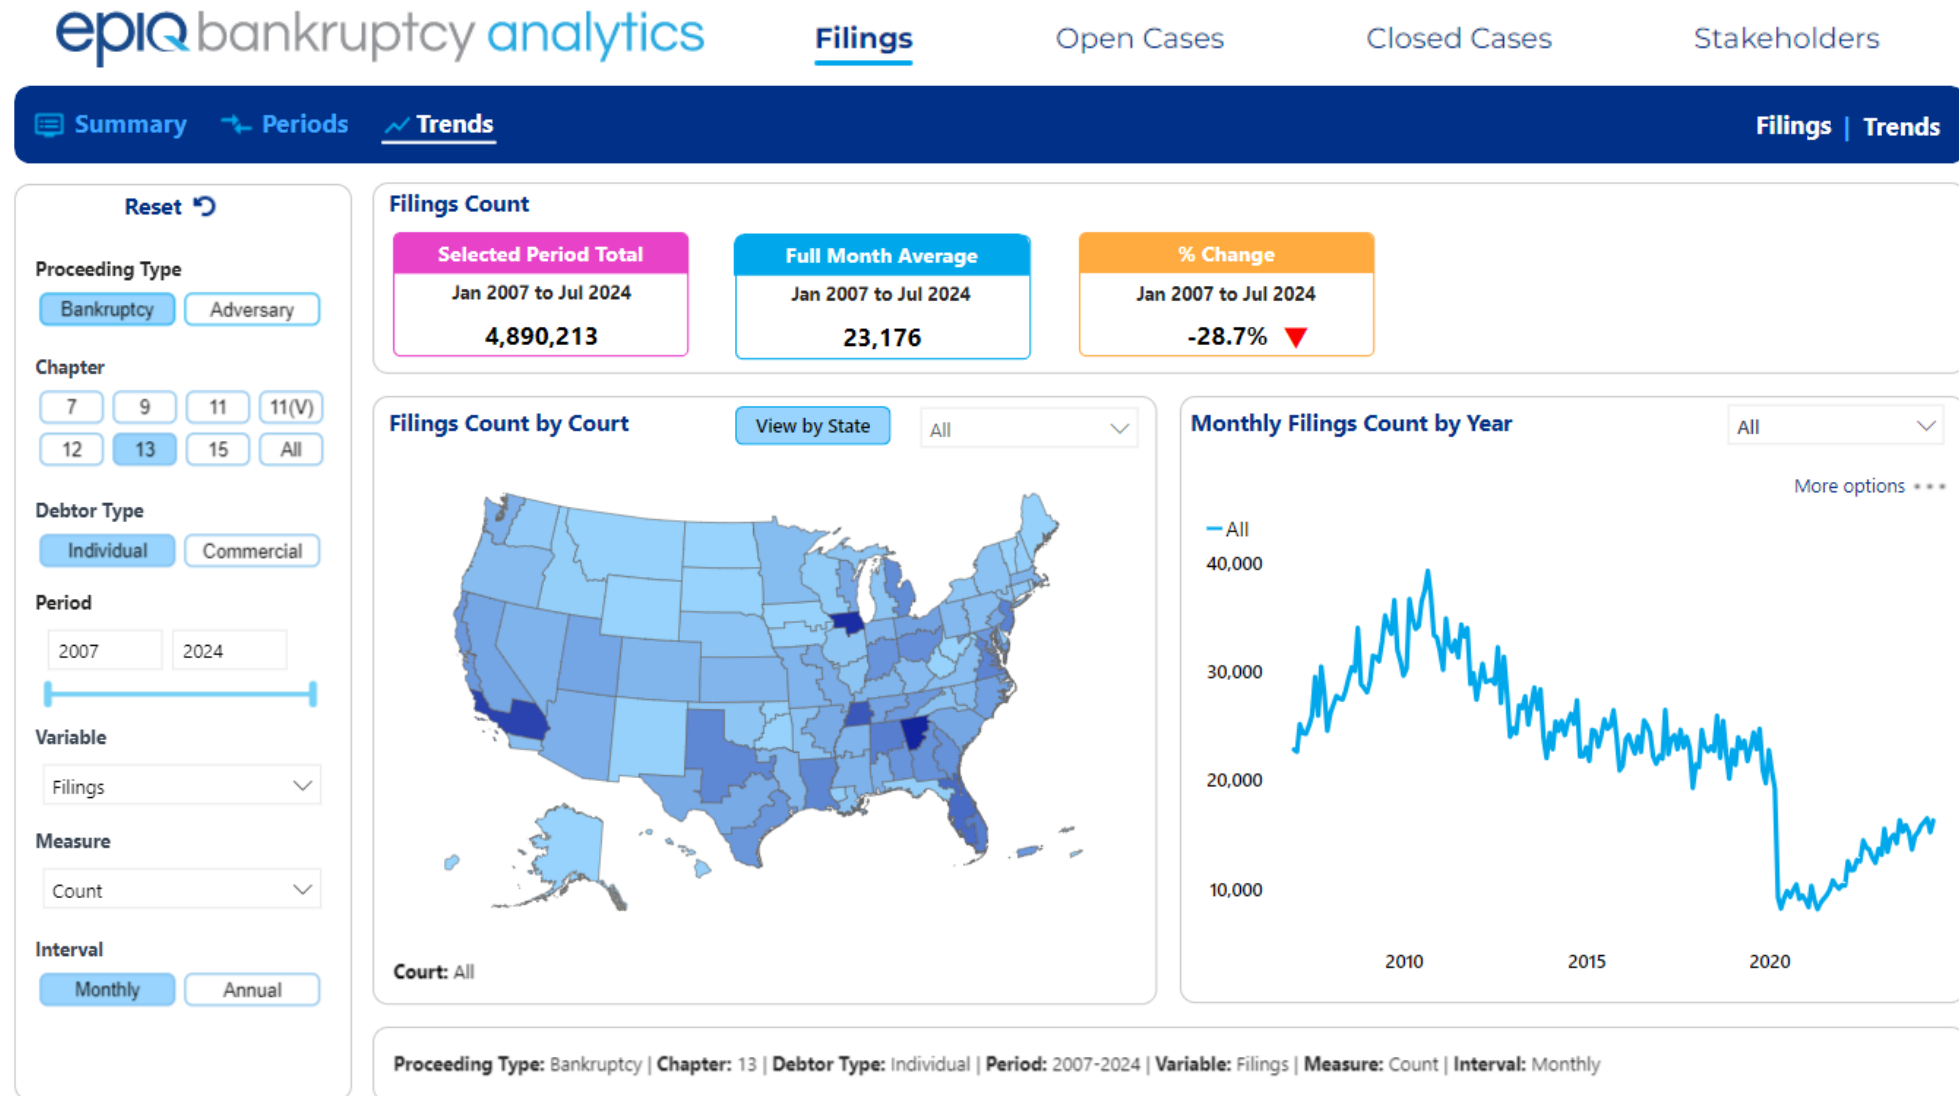 epiq bankruptcy analytics
Filings
Open Cases
Closed Cases
Stakeholders
Summary
Periods
Trends
Filings | Trends
Reset
Proceeding Type
Bankruptcy
Adversary
Chapter
7
9
11
11(V)
12
13
15
All
Debtor Type
Individual
Commercial
Period
2007
2024
Variable
Filings
Measure
Count
Interval
Monthly
Annual
Filings Count
Selected Period Total
Jan 2007 to Jul 2024
4,890,213
Full Month Average
Jan 2007 to Jul 2024
23,176
% Change
Jan 2007 to Jul 2024
-28.7%
Filings Count by Court
View by State
All
Court: All
Monthly Filings Count by Year
All
More options
All
40,000
30,000
20,000
10,000
2010
2015
2020
Proceeding Type: Bankruptcy | Chapter: 13 | Debtor Type: Individual | Period: 2007-2024 | Variable: Filings | Measure: Count | Interval: Monthly